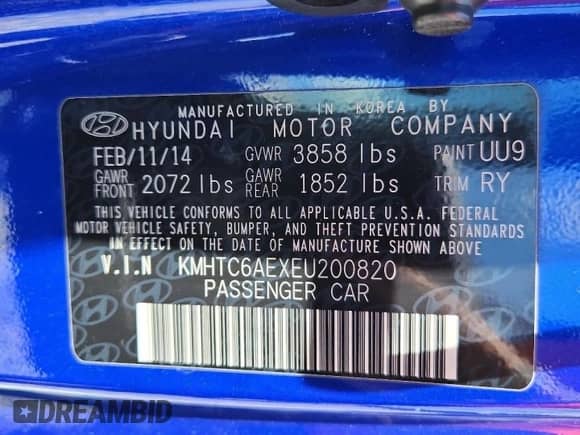 MANUFACTURED IN KOREA BY
HYUNDAI MOTOR COMPANY
FEB/11/14 GVWR 3858 lbs PAINT UU9
GAWR FRONT 2072 lbs GAWR REAR 1852 lbs TRIM RY
THIS VEHICLE CONFORMS TO ALL APPLICABLE U.S.A. FEDERAL
MOTOR VEHICLE SAFETY, BUMPER, AND THEFT PREVENTION STANDARDS
IN EFFECT ON THE DATE OF MANUFACTURE SHOWN ABOVE.
V.I.N KMHTC6AEXEU200820
PASSENGER CAR
DREAMBID